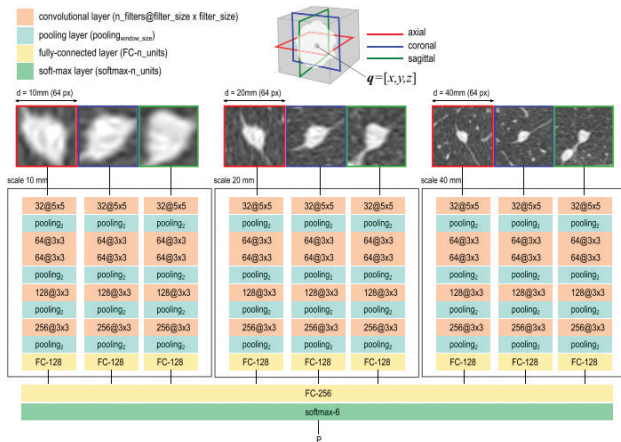 convolutional layer (n_filters@filter_size x filter_size)
pooling layer (pooling window_size)
fully-connected layer (FC-n_units)
soft-max layer (softmax-n_units)
axial
coronal
sagittal
q=[x,y,z]
d = 10mm (64 px)
d = 20mm (64 px)
d = 40mm (64 px)
scale 10 mm
scale 20 mm
scale 40 mm
32@5x5 32@5x5 32@5x5 32@5x5 32@5x5 32@5x5 32@5x5 32@5x5 32@5x5
pooling2 pooling2 pooling2 pooling2 pooling2 pooling2 pooling2 pooling2 pooling2
64@3x3 64@3x3 64@3x3 64@3x3 64@3x3 64@3x3 64@3x3 64@3x3 64@3x3
64@3x3 64@3x3 64@3x3 64@3x3 64@3x3 64@3x3 64@3x3 64@3x3 64@3x3
pooling2 pooling2 pooling2 pooling2 pooling2 pooling2 pooling2 pooling2 pooling2
128@3x3 128@3x3 128@3x3 128@3x3 128@3x3 128@3x3 128@3x3 128@3x3 128@3x3
pooling2 pooling2 pooling2 pooling2 pooling2 pooling2 pooling2 pooling2 pooling2
256@3x3 256@3x3 256@3x3 256@3x3 256@3x3 256@3x3 256@3x3 256@3x3 256@3x3
pooling2 pooling2 pooling2 pooling2 pooling2 pooling2 pooling2 pooling2 pooling2
FC-128 FC-128 FC-128 FC-128 FC-128 FC-128 FC-128 FC-128 FC-128
FC-256
softmax-6
P